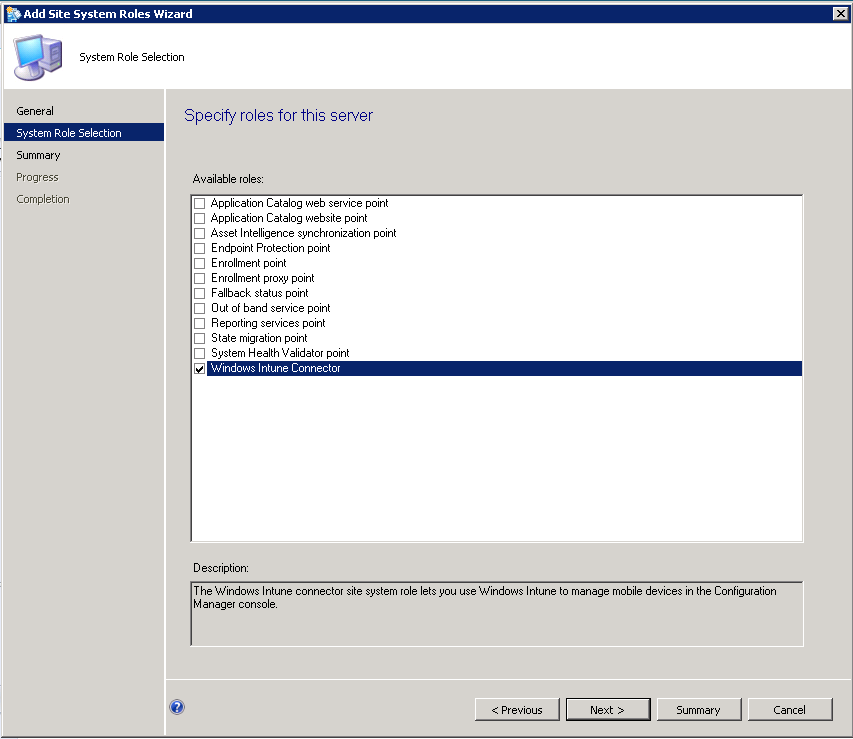 Add Site System Roles Wizard
System Role Selection
General
System Role Selection
Summary
Progress
Completion
Specify roles for this server
Available roles:
Application Catalog web service point
Application Catalog website point
Asset Intelligence synchronization point
Endpoint Protection point
Enrollment point
Enrollment proxy point
Fallback status point
Out of band service point
Reporting services point
State migration point
System Health Validator point
Windows Intune Connector
Description:
The Windows Intune connector site system role lets you use Windows Intune to manage mobile devices in the Configuration
Manager console.
< Previous
Next >
Summary
Cancel